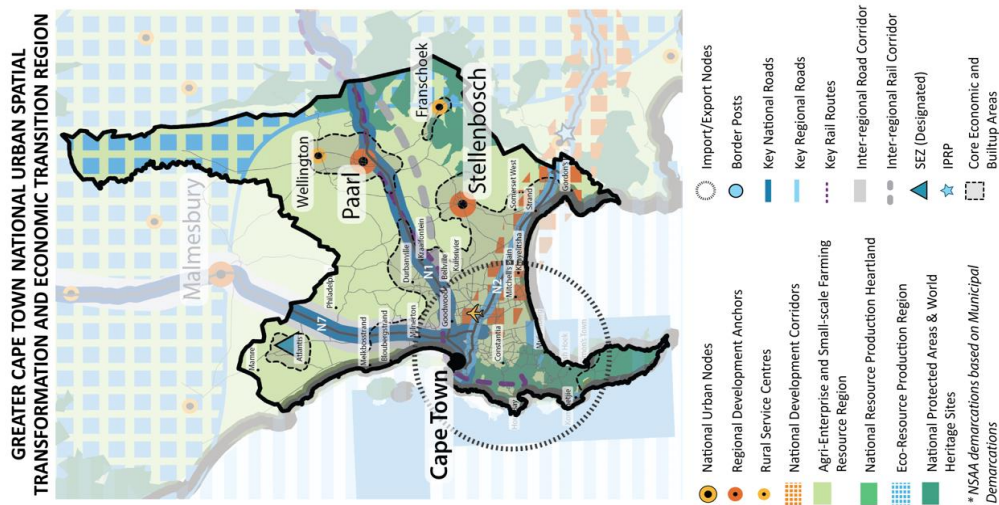 GREATER CAPE TOWN NATIONAL URBAN SPATIAL
TRANSFORMATION AND ECONOMIC TRANSITION REGION
Malmesbury
Mamre
Atlantis
N7
Philadelphia
Wellington
Paarl
Franschoek
Melkbosstrand
Bloubergstrand
Milnerton
Durbanville
Kraaifontein
N1
Goodwood
Bellville
Kuilsrivier
Stellenbosch
Cape Town
N2
Constantia
Mitchell's Plain
Khayelitsha
Somerset West
Strand
Gordon's
National Urban Nodes
Regional Development Anchors
Rural Service Centres
National Development Corridors
Agri-Enterprise and Small-scale Farming
Resource Region
National Resource Production Heartland
Eco-Resource Production Region
National Protected Areas & World
Heritage Sites
* NSAA demarcations based on Municipal
Demarcations
Import/Export Nodes
Border Posts
Key National Roads
Key Regional Roads
Key Rail Routes
Inter-regional Road Corridor
Inter-regional Rail Corridor
SEZ (Designated)
IPRP
Core Economic and
Builtup Areas